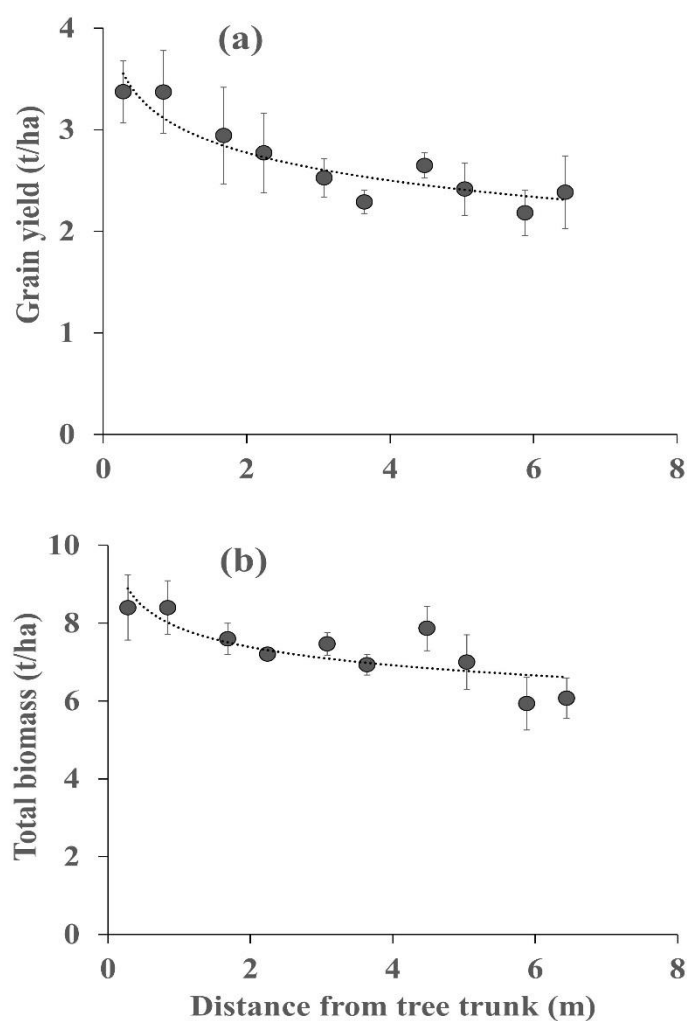 (a)
Grain yield (t/ha)
4
3
2
1
0
0 2 4 6 8
(b)
Total biomass (t/ha)
10
8
6
4
2
0
0 2 4 6 8
Distance from tree trunk (m)